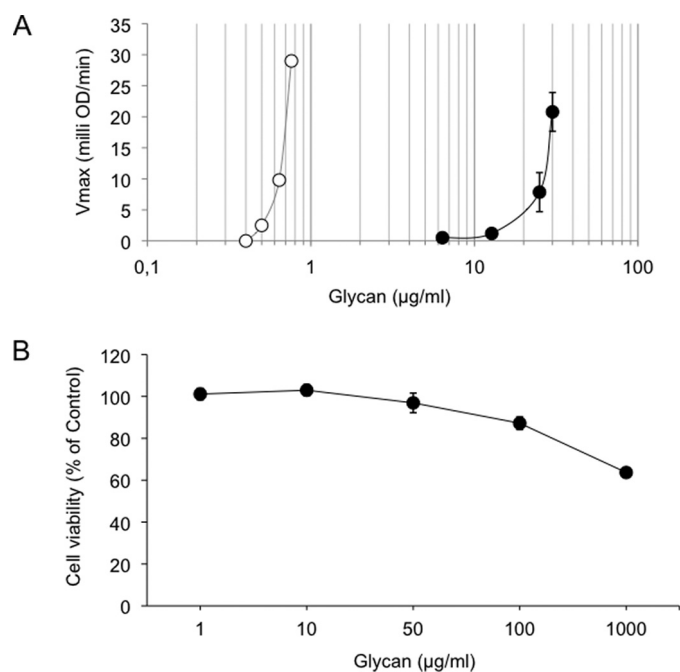 A
35
30
25
20
15
10
5
0
Vmax (milli OD/min)
0,1 1 10 100
Glycan (µg/ml)
B
120
100
80
60
40
20
0
Cell viability (% of Control)
1 10 50 100 1000
Glycan (µg/ml)